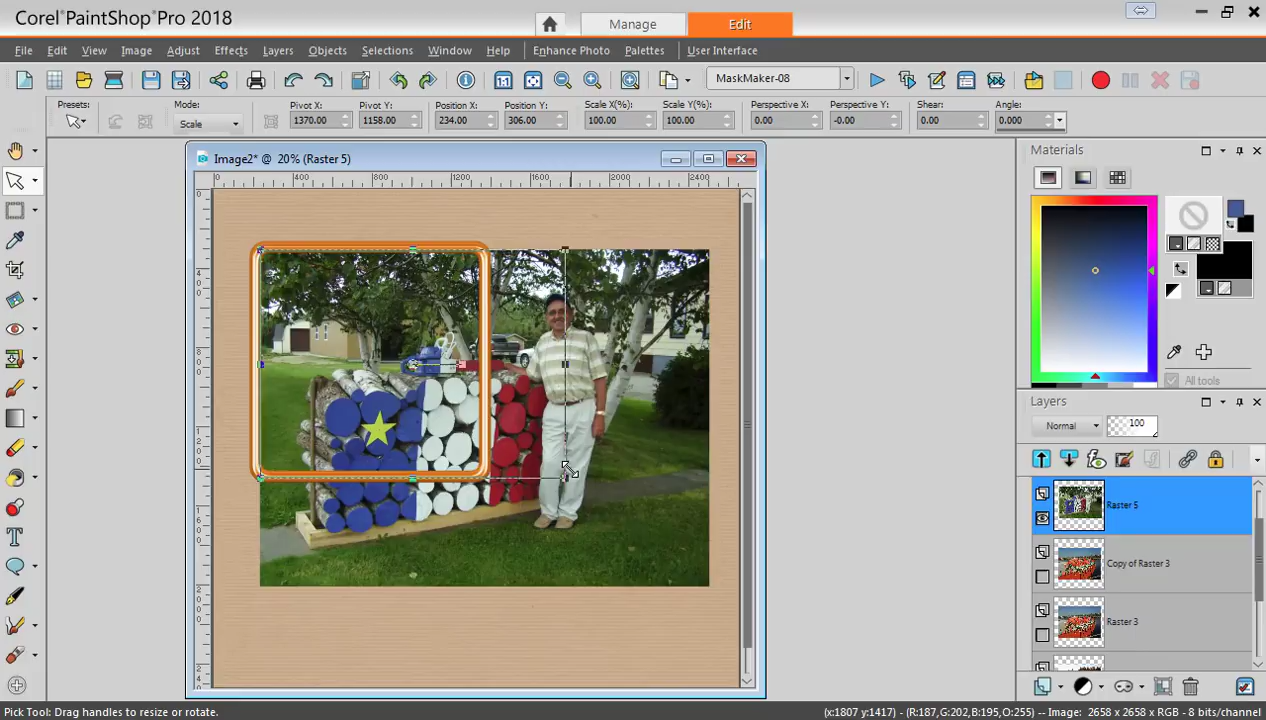 Corel®PaintShop®Pro 2018
Manage
Edit
File Edit View Image Adjust Effects Layers Objects Selections Window Help Enhance Photo Palettes User Interface
MaskMaker-08
Presets: Mode: Pivot X: Pivot Y: Position X: Position Y: Scale X(%): Scale Y(%): Perspective X: Perspective Y: Shear: Angle:
Scale 1370.00 1158.00 234.00 306.00 100.00 100.00 0.00 -0.00 0.00 0.000
Image2* @ 20% (Raster 5)
0 400 800 1200 1600 2000 2400
Materials
All tools
Layers
Normal 100
Raster 5
Copy of Raster 3
Raster 3
Pick Tool: Drag handles to resize or rotate.
(x:1807 y:1417) -- (R:187,G:202,B:195,O:255) -- Image: 2658 x 2658 x RGB - 8 bits/channel